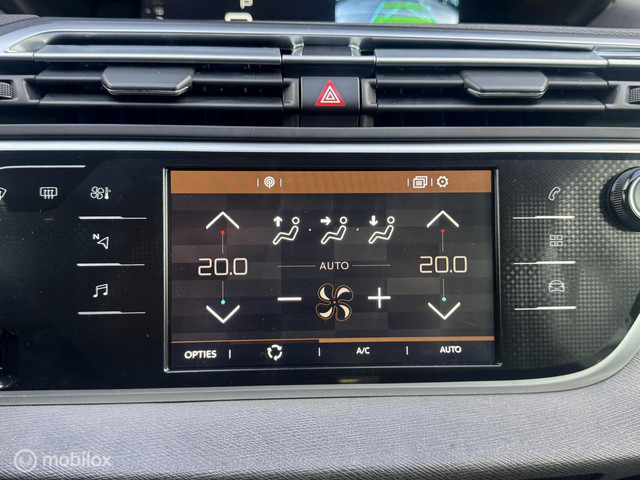 P
N
20.0 AUTO 20.0
OPTIES A/C AUTO
mobilox